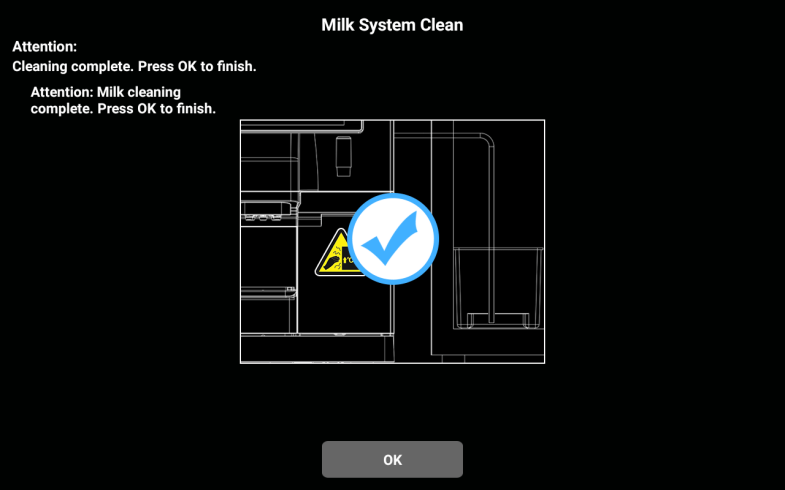 Milk System Clean
Attention:
Cleaning complete. Press OK to finish.
Attention: Milk cleaning
complete. Press OK to finish.
OK